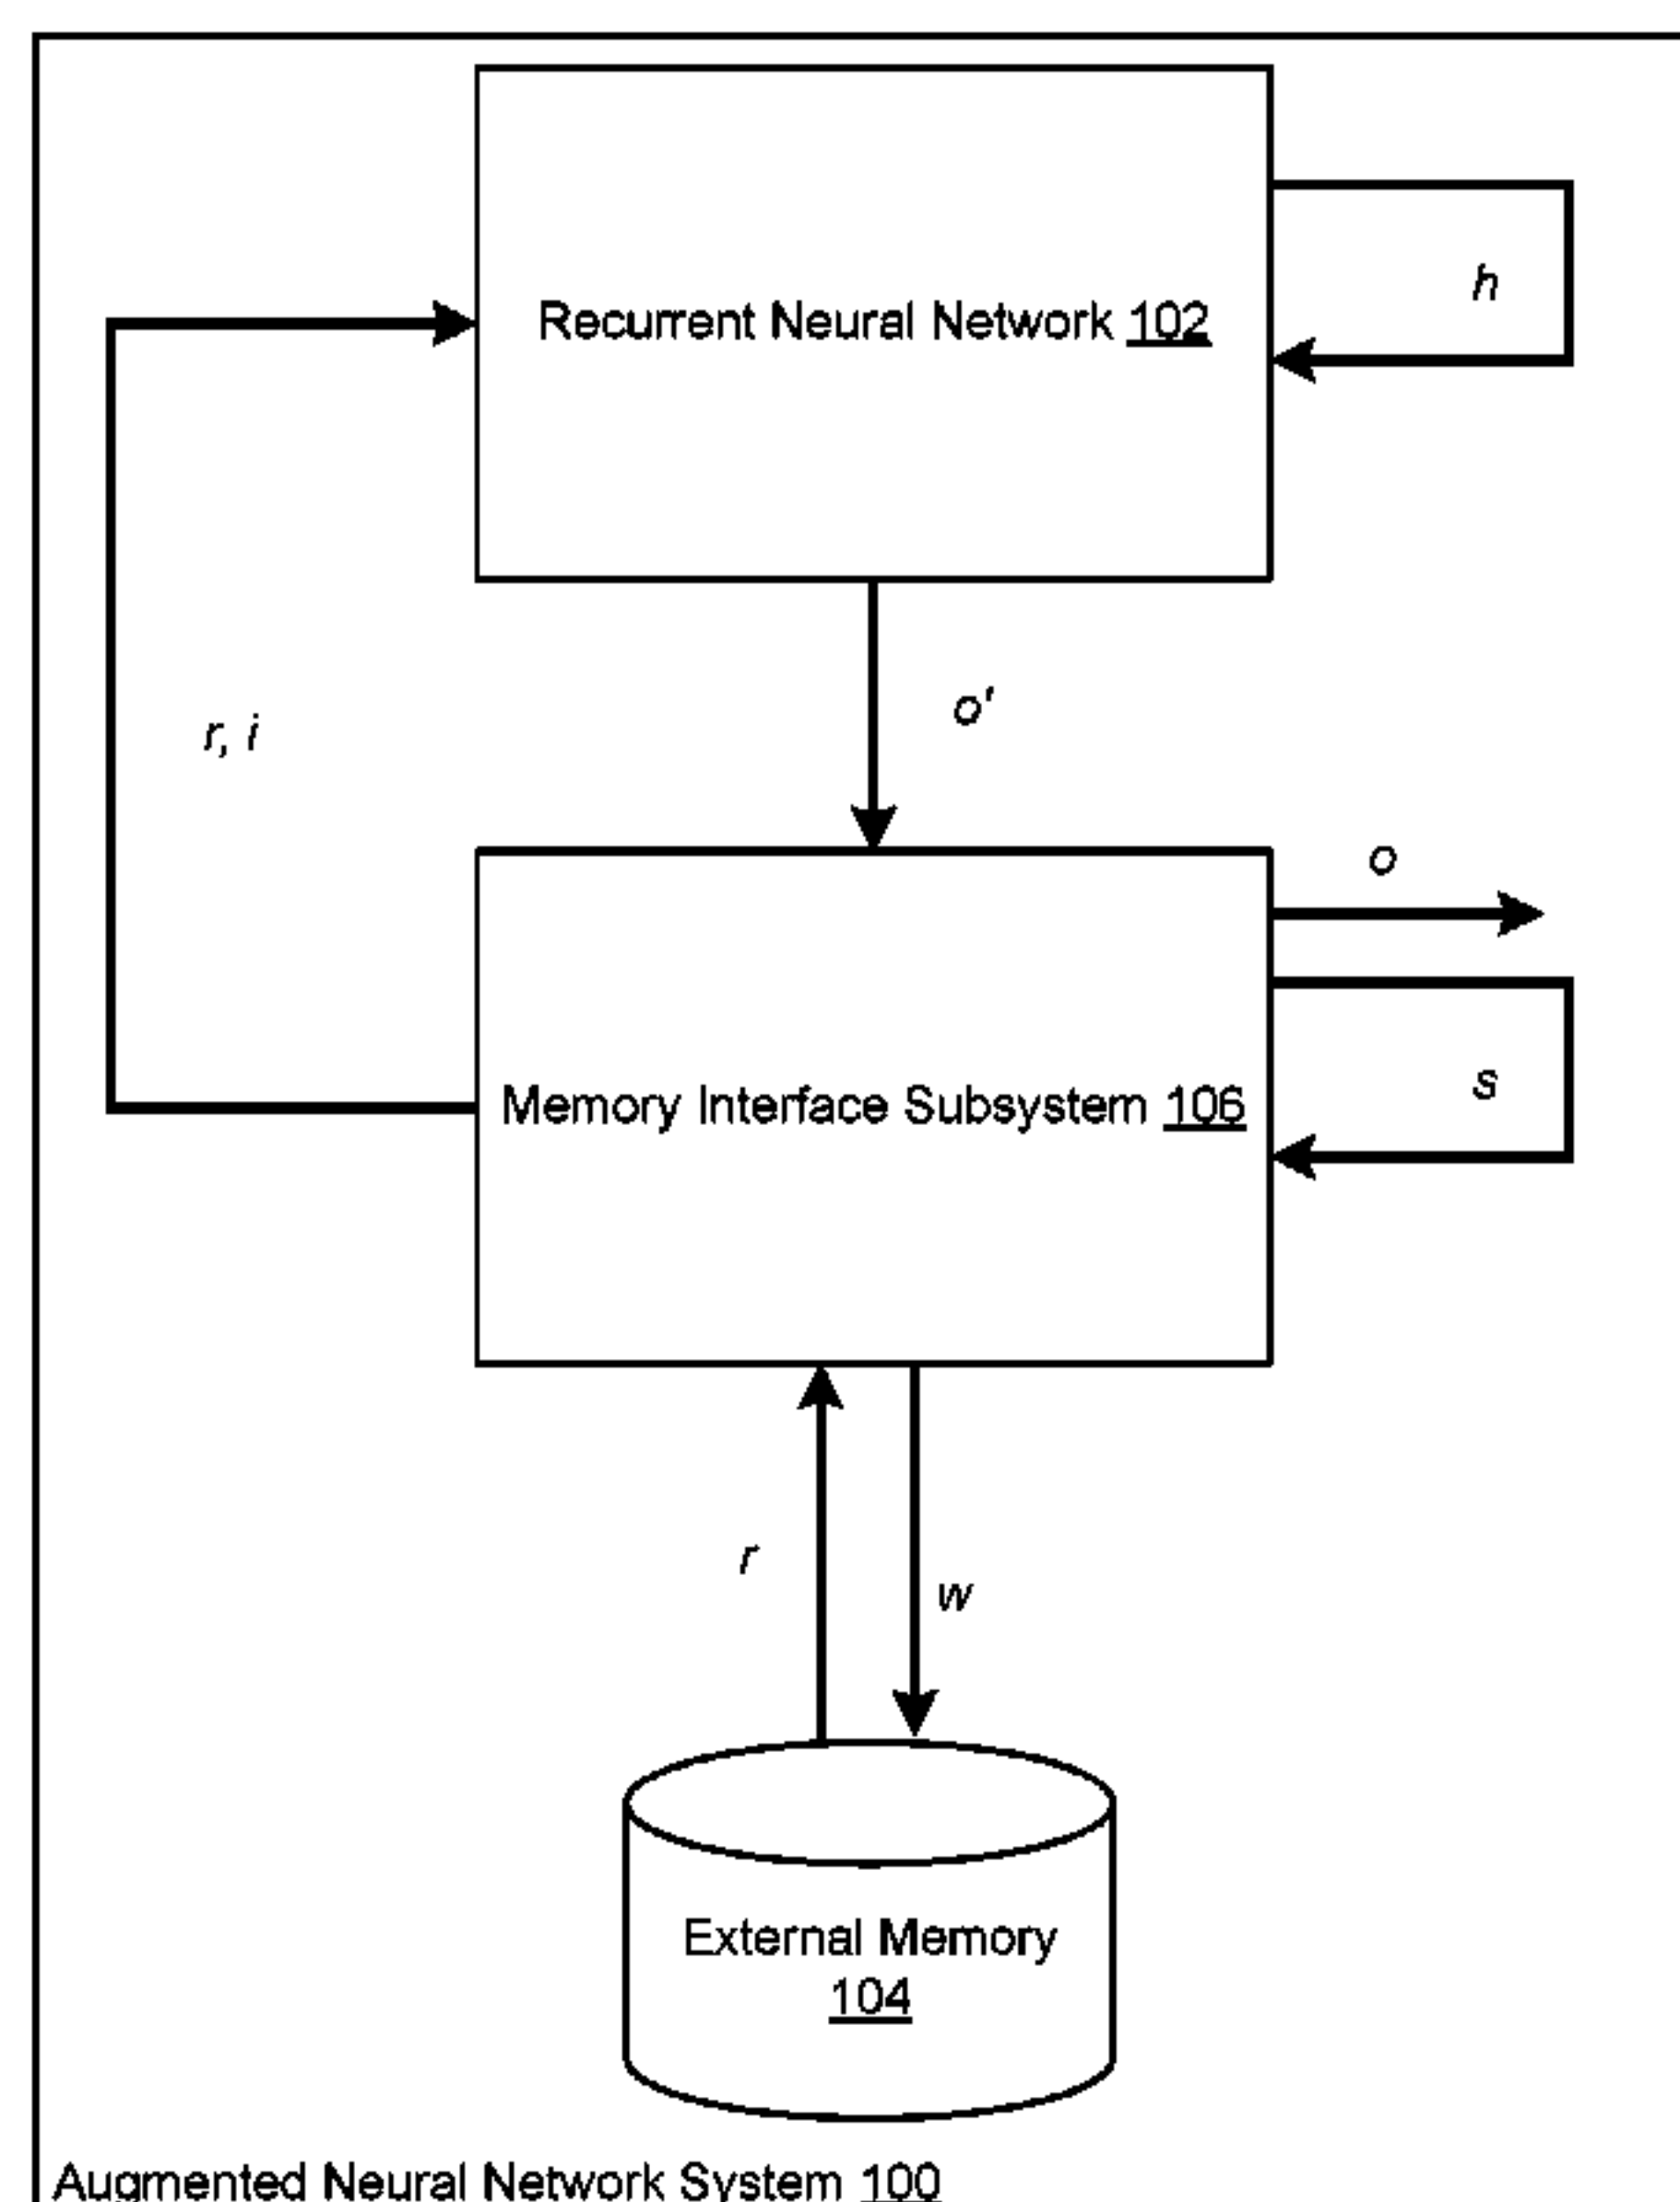 h
Recurrent Neural Network 102
o'
r, i
o
s
Memory Interface Subsystem 106
r
w
External Memory
104
Augmented Neural Network System 100